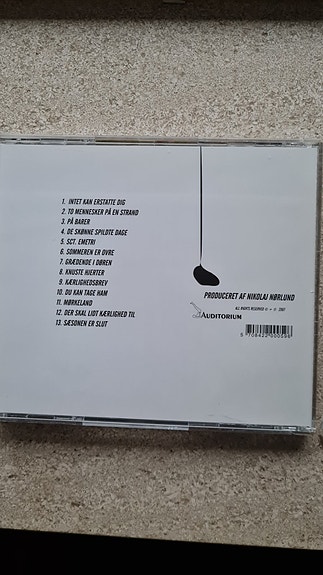 1. INTET KAN ERSTATTE DIG
2. TO MENNESKER PÅ EN STRAND
3. PÅ BARER
4. DE SKØNNE SPILDTE DAGE
5. SCT. EMETRI
6. SOMMEREN ER OVRE
7. GRÆDENDE I DØREN
8. KNUSTE HJERTER
9. KÆRLIGHEDSBREV
10. DU KAN TAGE HAM
11. MØRKELAND
12. DER SKAL LIDT KÆRLIGHED TIL
13. SÆSONEN ER SLUT
PRODUCERET AF NIKOLAJ NØRLUND
ALL RIGHTS RESERVED © + ℗ 2007
AUDITORIUM
5 708422 000598